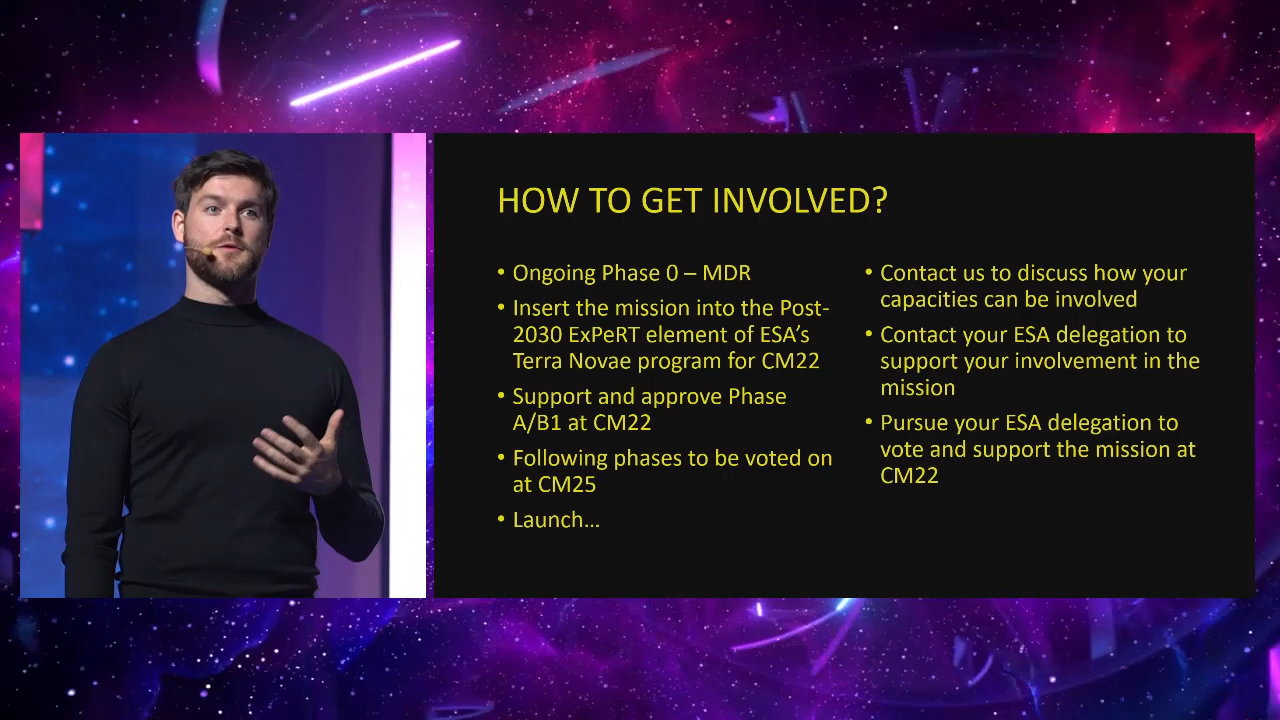 HOW TO GET INVOLVED?
• Ongoing Phase 0 – MDR
• Insert the mission into the Post-
2030 ExPeRT element of ESA’s
Terra Novae program for CM22
• Support and approve Phase
A/B1 at CM22
• Following phases to be voted on
at CM25
• Launch…
• Contact us to discuss how your
capacities can be involved
• Contact your ESA delegation to
support your involvement in the
mission
• Pursue your ESA delegation to
vote and support the mission at
CM22